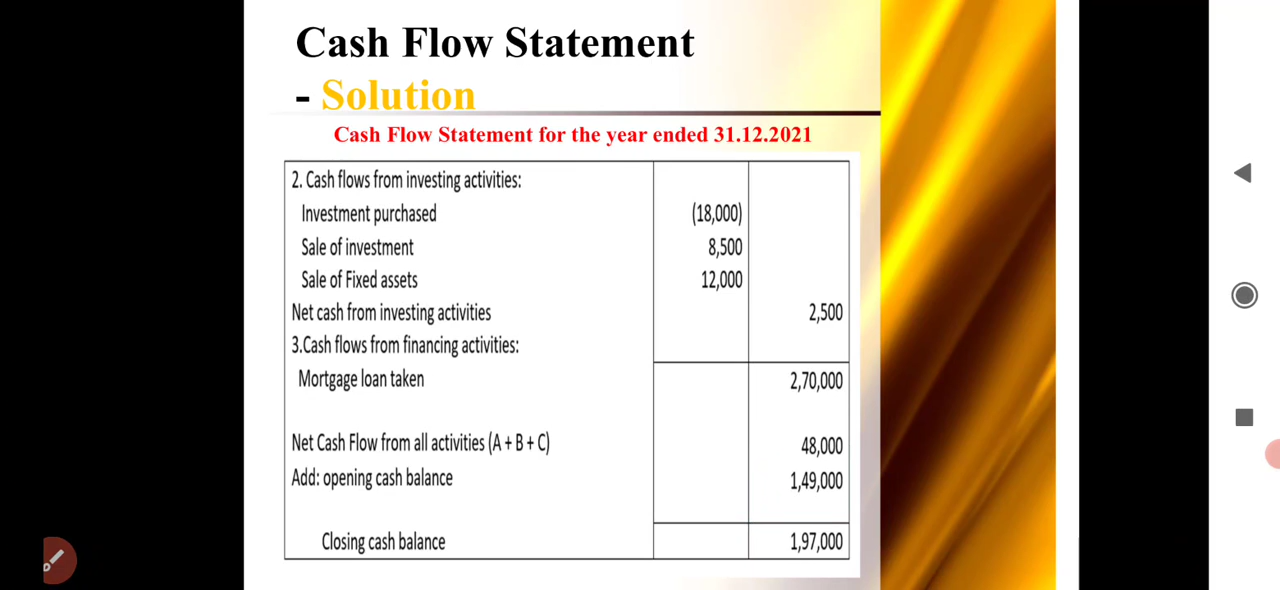 Cash Flow Statement
- Solution
Cash Flow Statement for the year ended 31.12.2021
2. Cash flows from investing activities:
Investment purchased (18,000)
Sale of investment 8,500
Sale of Fixed assets 12,000
Net cash from investing activities 2,500
3.Cash flows from financing activities:
Mortgage loan taken 2,70,000
Net Cash Flow from all activities (A + B + C) 48,000
Add: opening cash balance 1,49,000
Closing cash balance 1,97,000